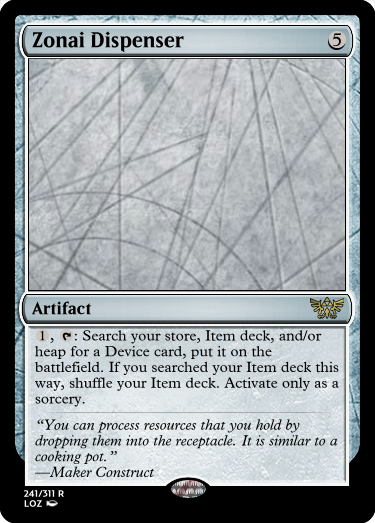 Zonai Dispenser
5
Artifact
1, : Search your store, Item deck, and/or
heap for a Device card, put it on the
battlefield. If you searched your Item deck this
way, shuffle your Item deck. Activate only as a
sorcery.
“You can process resources that you hold by
dropping them into the receptacle. It is similar to a
cooking pot.”
—Maker Construct
241/311 R
LOZ